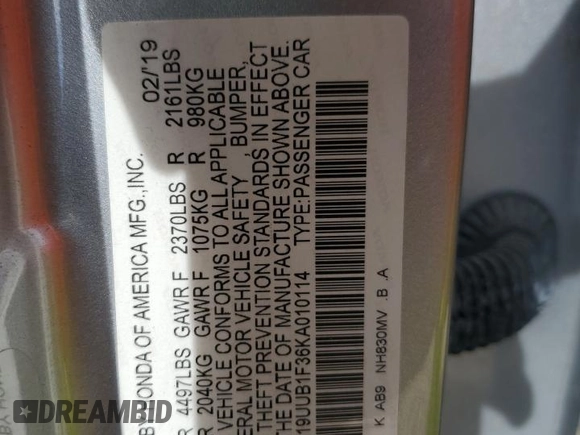 BY HONDA OF AMERICA MFG.,INC. 02/19
R 4497LBS GAWR F 2370LBS R 2161LBS
R 2040KG GAWR F 1075KG R 980KG
VEHICLE CONFORMS TO ALL APPLICABLE
ERAL MOTOR VEHICLE SAFETY, BUMPER,
THEFT PREVENTION STANDARDS IN EFFECT
THE DATE OF MANUFACTURE SHOWN ABOVE.
19UUB1F36KA010114 TYPE:PASSENGER CAR
K AB9 NH830MV .B .A
DREAMBID